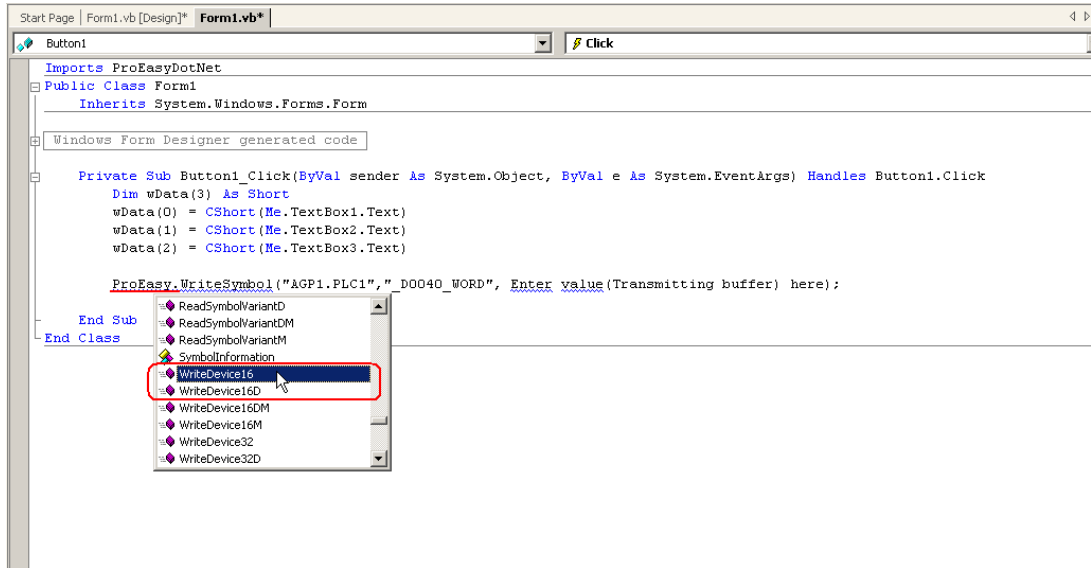 Start Page Form1.vb [Design]* Form1.vb*
Button1 Click
Imports ProEasyDotNet
Public Class Form1
Inherits System.Windows.Forms.Form
Windows Form Designer generated code
Private Sub Button1_Click(ByVal sender As System.Object, ByVal e As System.EventArgs) Handles Button1.Click
Dim wData(3) As Short
wData(0) = CShort(Me.TextBox1.Text)
wData(1) = CShort(Me.TextBox2.Text)
wData(2) = CShort(Me.TextBox3.Text)
ProEasy.WriteSymbol("AGP1.PLC1","_D0040_WORD", Enter value(Transmitting buffer) here);
End Sub
End Class
ReadSymbolVariantD
ReadSymbolVariantDM
ReadSymbolVariantM
SymbolInformation
WriteDevice16
WriteDevice16D
WriteDevice16DM
WriteDevice16M
WriteDevice32
WriteDevice32D